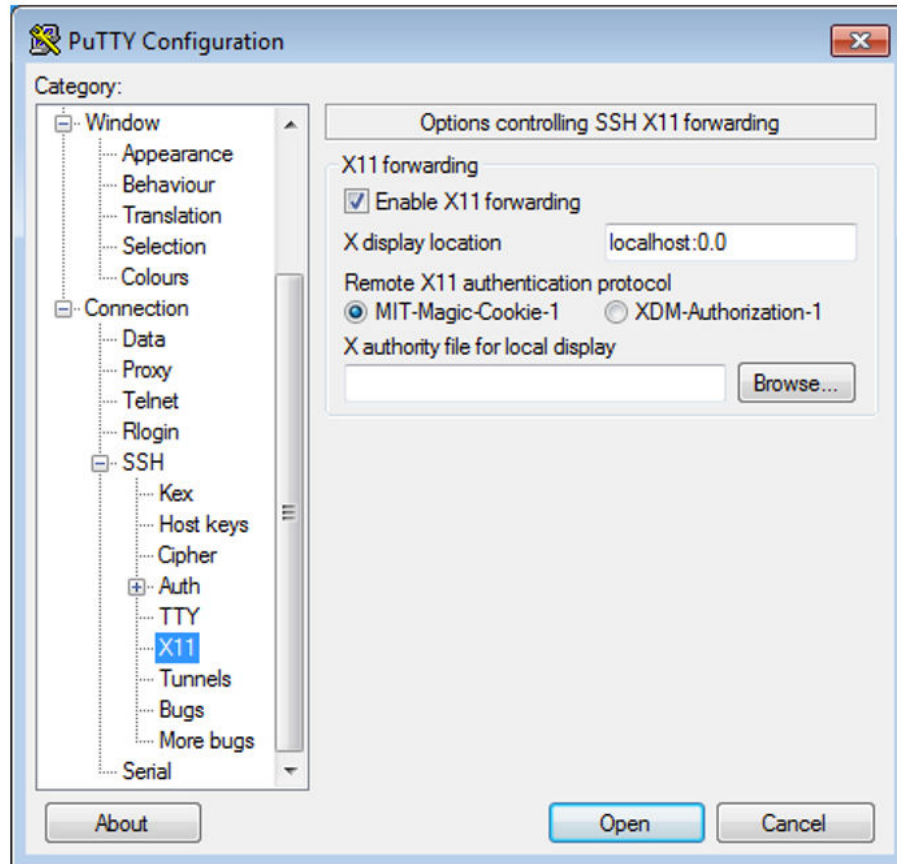 PuTTY Configuration
Category:
Window
Appearance
Behaviour
Translation
Selection
Colours
Connection
Data
Proxy
Telnet
Rlogin
SSH
Kex
Host keys
Cipher
Auth
TTY
X11
Tunnels
Bugs
More bugs
Serial
Options controlling SSH X11 forwarding
X11 forwarding
Enable X11 forwarding
X display location localhost:0.0
Remote X11 authentication protocol
MIT-Magic-Cookie-1 XDM-Authorization-1
X authority file for local display
Browse...
About Open Cancel